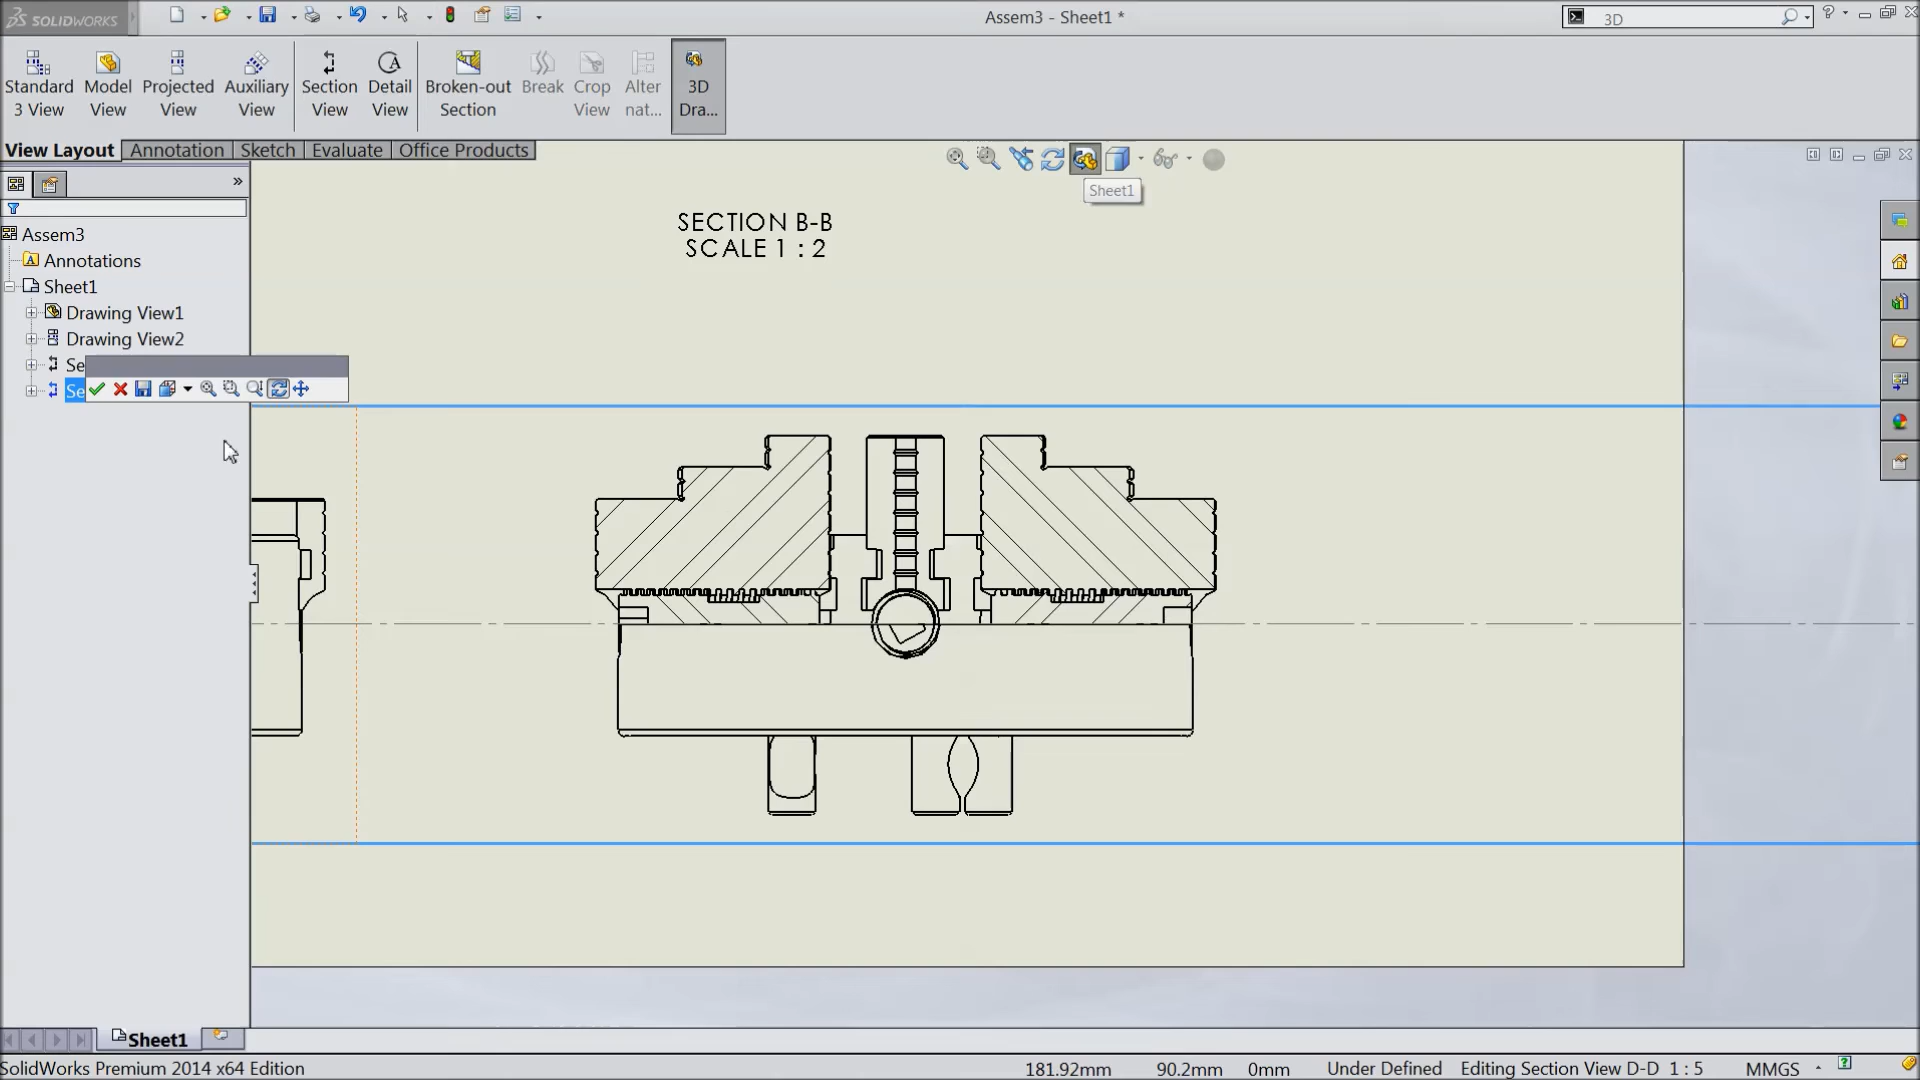 SOLIDWORKS
Assem3 - Sheet1 *
3D
Standard 3 View
Model View
Projected View
Auxiliary View
Section View
Detail View
Broken-out Section
Break
Crop View
Alter nat...
3D Dra...
View Layout
Annotation
Sketch
Evaluate
Office Products
Sheet1
SECTION B-B
SCALE 1 : 2
Assem3
Annotations
Sheet1
Drawing View1
Drawing View2
Se
Se
Sheet1
SolidWorks Premium 2014 x64 Edition
181.92mm
90.2mm
0mm
Under Defined
Editing Section View D-D
1 : 5
MMGS